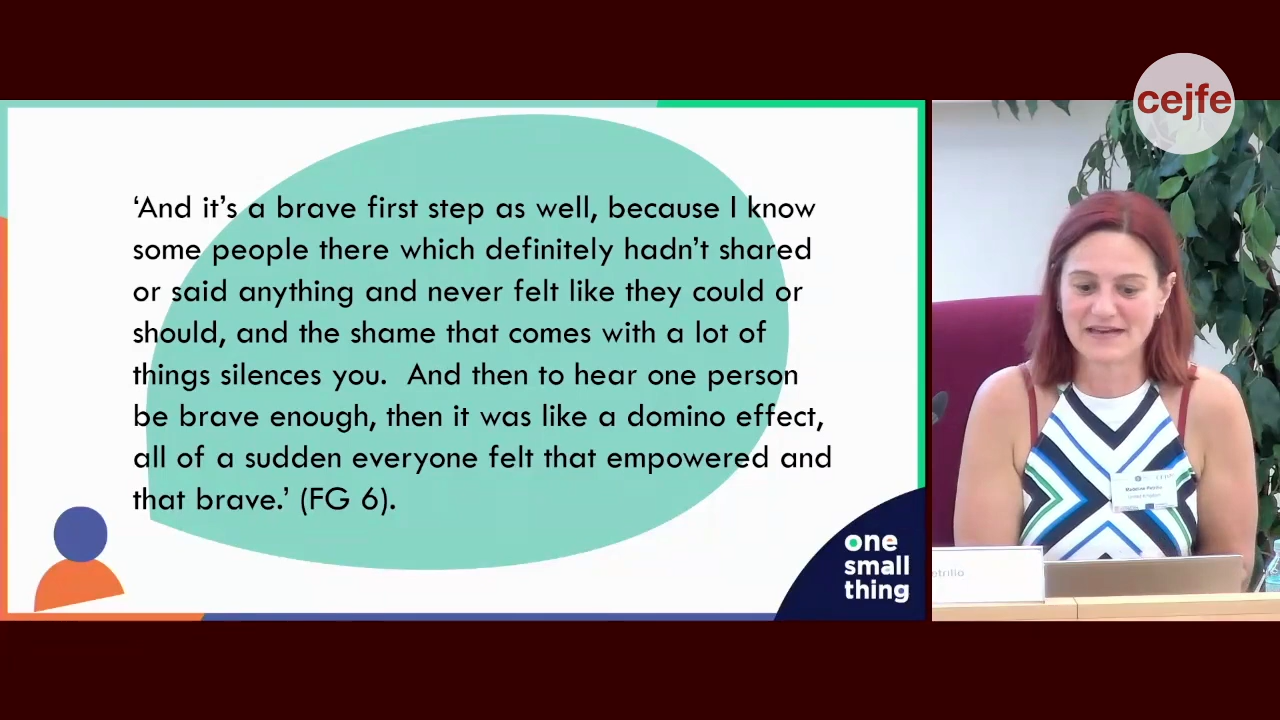 cejfe
‘And it’s a brave first step as well, because I know
some people there which definitely hadn’t shared
or said anything and never felt like they could or
should, and the shame that comes with a lot of
things silences you.  And then to hear one person
be brave enough, then it was like a domino effect,
all of a sudden everyone felt that empowered and
that brave.’ (FG 6).
one
small
thing
United Kingdom